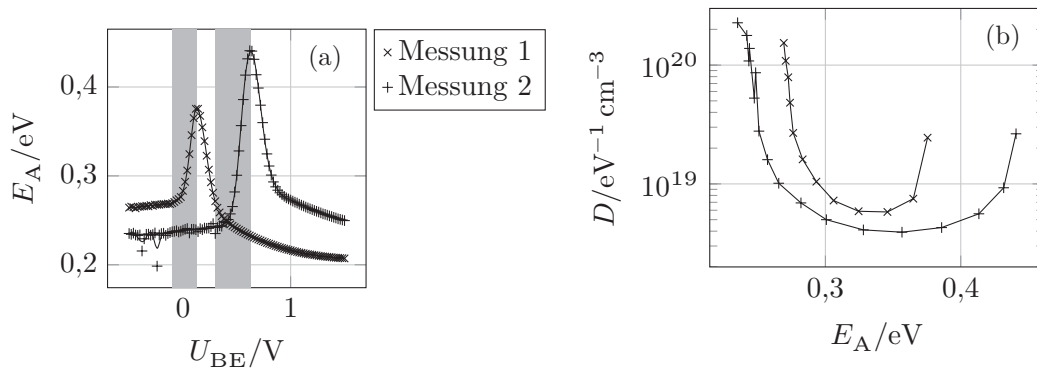 (a)
× Messung 1
+ Messung 2
0,4
0,3
0,2
E_A/eV
0
1
U_BE/V
(b)
10^20
10^19
D/eV^−1 cm^−3
0,3
0,4
E_A/eV